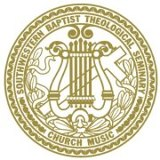 SOUTHWESTERN BAPTIST THEOLOGICAL SEMINARY
CHURCH MUSIC